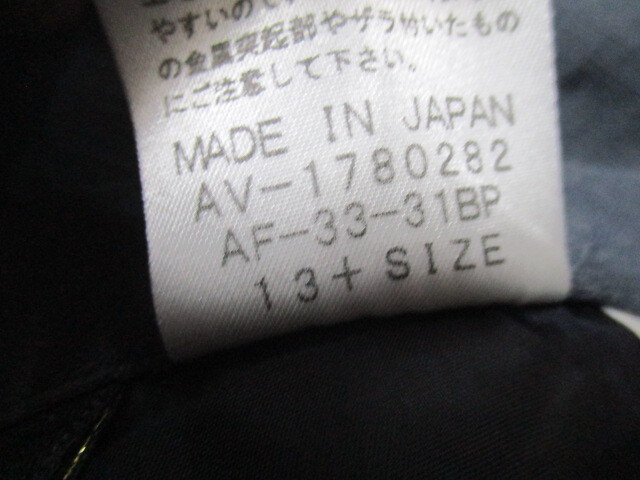 やすいので
の金属突起部やザラ付いたもの
にご注意して下さい。
MADE IN JAPAN
AV-1780282
AF-33-31BP
13+SIZE